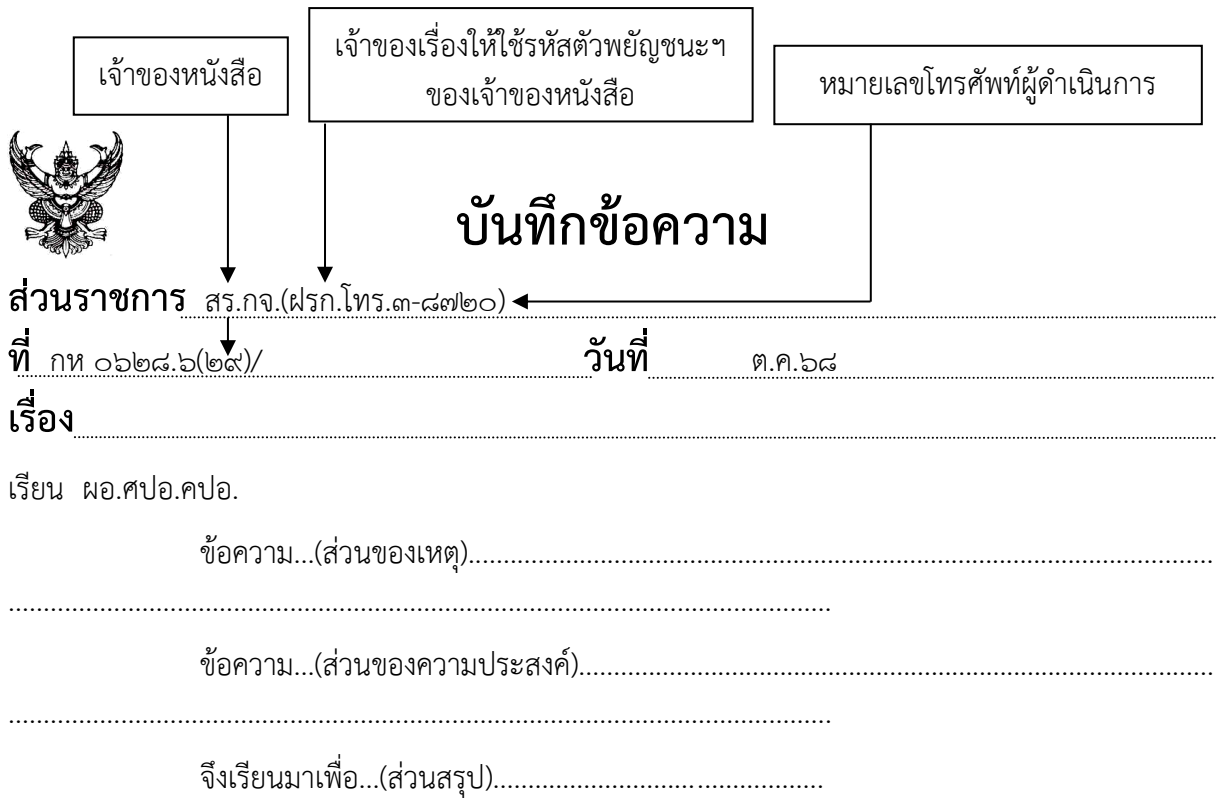 เจ้าของหนังสือ
เจ้าของเรื่องให้ใช้รหัสตัวพยัญชนะฯ
ของเจ้าของหนังสือ
หมายเลขโทรศัพท์ผู้ดำเนินการ
บันทึกข้อความ
ส่วนราชการ สร.กจ.(ฝรก.โทร.๓-๘๗๒๐)
ที่ กห ๐๖๒๘.๖(๒๙)/ วันที่ ต.ค.๖๘
เรื่อง
เรียน ผอ.ศปอ.คปอ.
ข้อความ...(ส่วนของเหตุ)...........................................................................................................
......................................................................................................................
ข้อความ...(ส่วนของความประสงค์)...........................................................................................
......................................................................................................................
จึงเรียนมาเพื่อ...(ส่วนสรุป)................................................